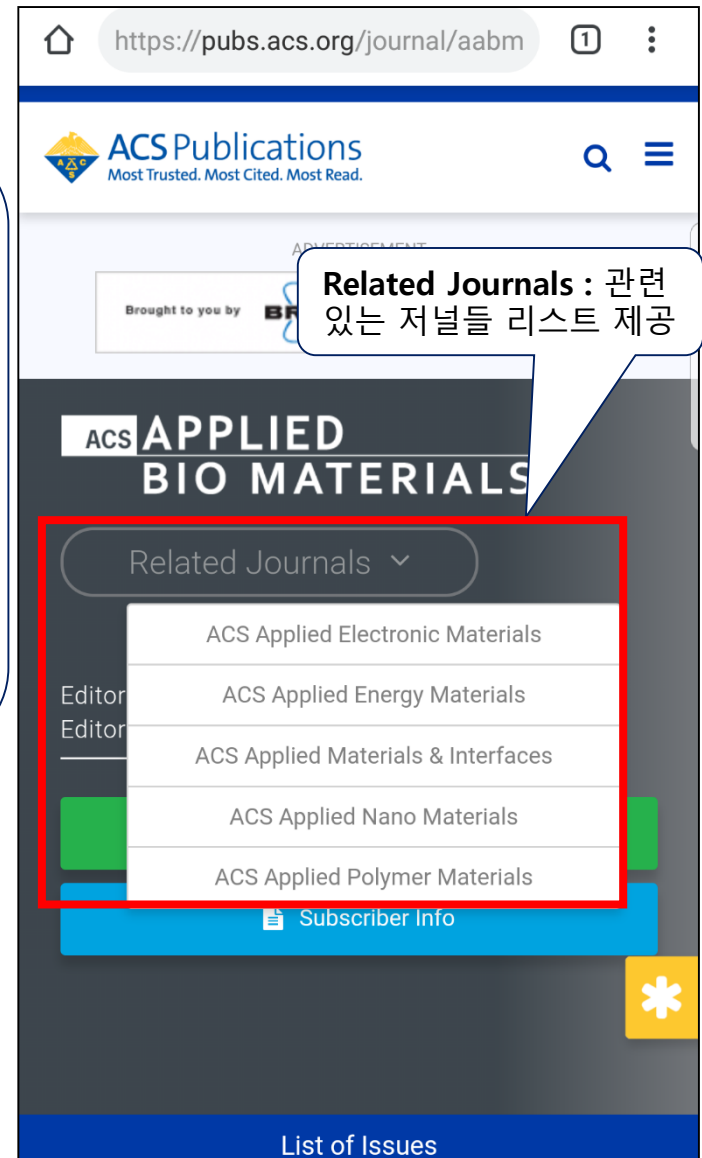 https://pubs.acs.org/journal/aabm
1
ACS Publications
Most Trusted. Most Cited. Most Read.
A C S
Related Journals : 관련
있는 저널들 리스트 제공
Brought to you by
ACS APPLIED
BIO MATERIALS
Related Journals
ACS Applied Electronic Materials
Editor
ACS Applied Energy Materials
Editor
ACS Applied Materials & Interfaces
ACS Applied Nano Materials
ACS Applied Polymer Materials
Subscriber Info
List of Issues